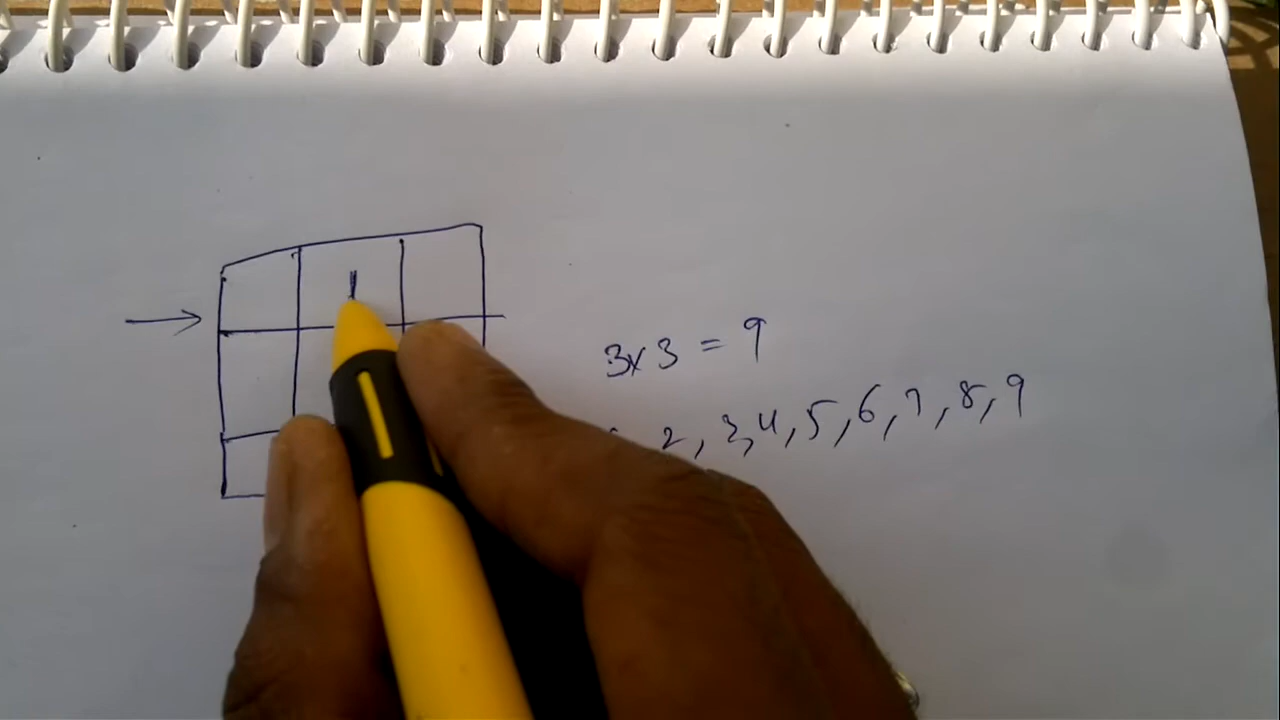 1
3x3 = 9
2, 3, 4, 5, 6, 7, 8, 9